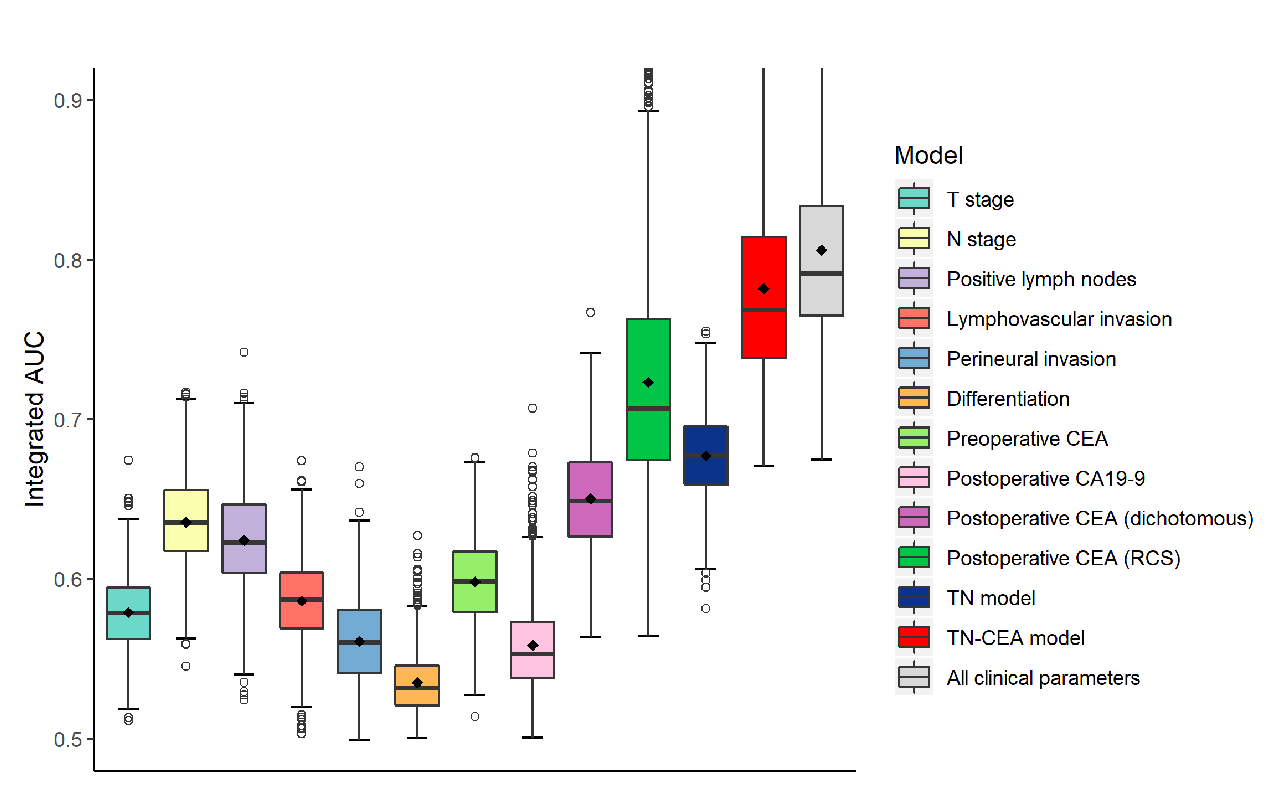 Integrated AUC
0.9
0.8
0.7
0.6
0.5
Model
T stage
N stage
Positive lymph nodes
Lymphovascular invasion
Perineural invasion
Differentiation
Preoperative CEA
Postoperative CA19-9
Postoperative CEA (dichotomous)
Postoperative CEA (RCS)
TN model
TN-CEA model
All clinical parameters